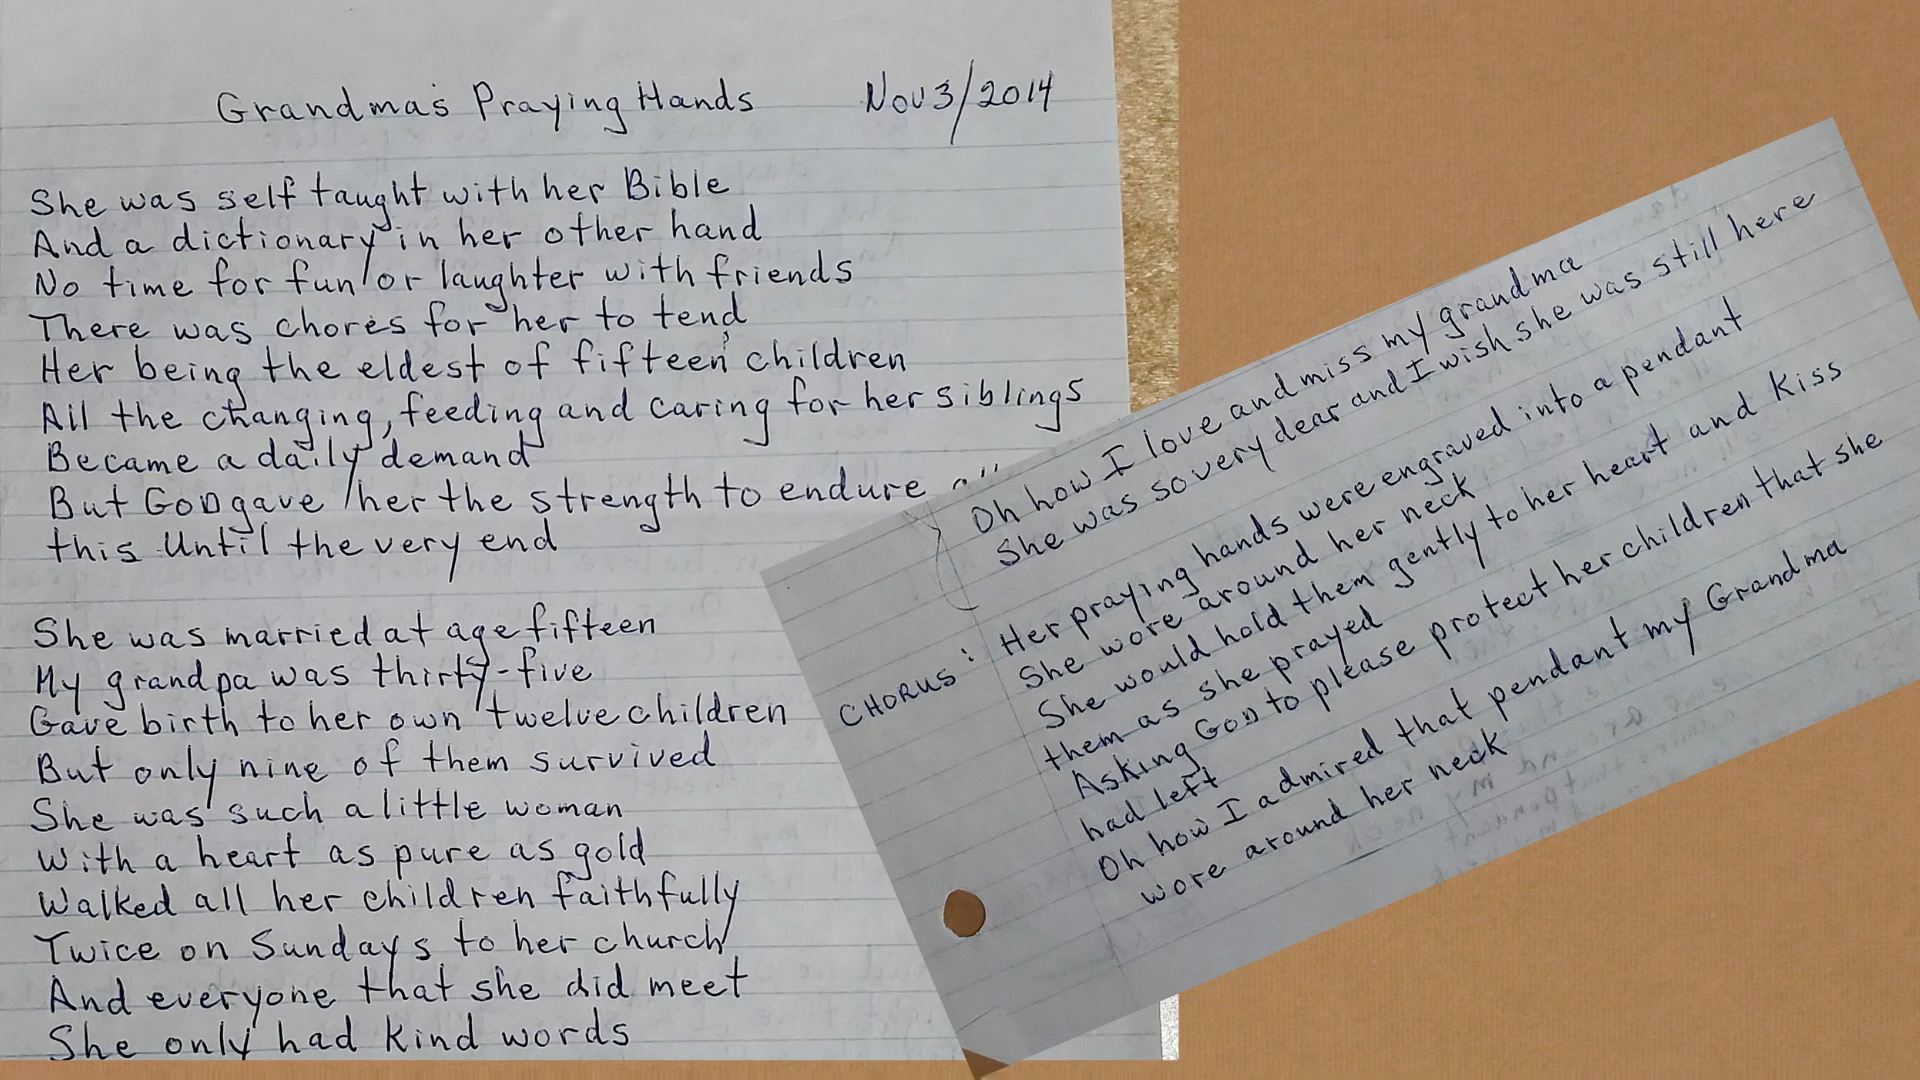 Grandma's Praying Hands Nov 3/2014
She was self taught with her Bible
And a dictionary in her other hand
No time for fun or laughter with friends
There was chores for her to tend
Her being the eldest of fifteen children
All the changing, feeding and caring for her siblings
Became a daily demand
But GOD gave her the strength to endure
this Until the very end
She was married at age fifteen
My grandpa was thirty-five
Gave birth to her own twelve children
But only nine of them survived
She was such a little woman
With a heart as pure as gold
Walked all her children faithfully
Twice on Sundays to her church
And everyone that she did meet
She only had kind words
Oh how I love and miss my grandma
She was so very dear and I wish she was still here
CHORUS: Her praying hands were engraved into a pendant
She wore around her neck
She would hold them gently to her heart and kiss
them as she prayed
Asking GOD to please protect her children that she
had left
Oh how I admired that pendant my Grandma
wore around her neck